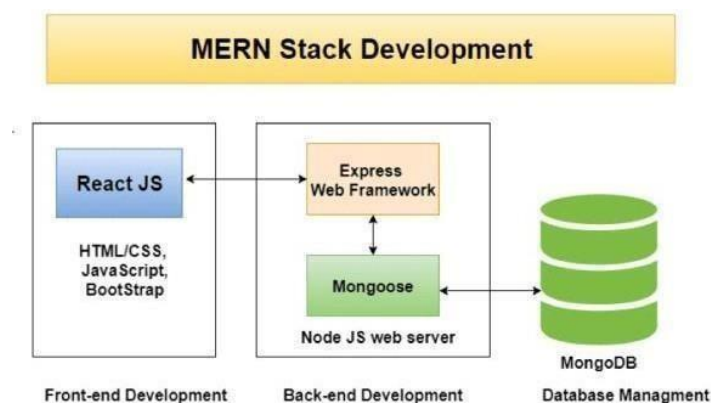 MERN Stack Development
React JS
HTML/CSS,
JavaScript,
BootStrap
Express
Web Framework
Mongoose
Node JS web server
MongoDB
Front-end Development
Back-end Development
Database Managment